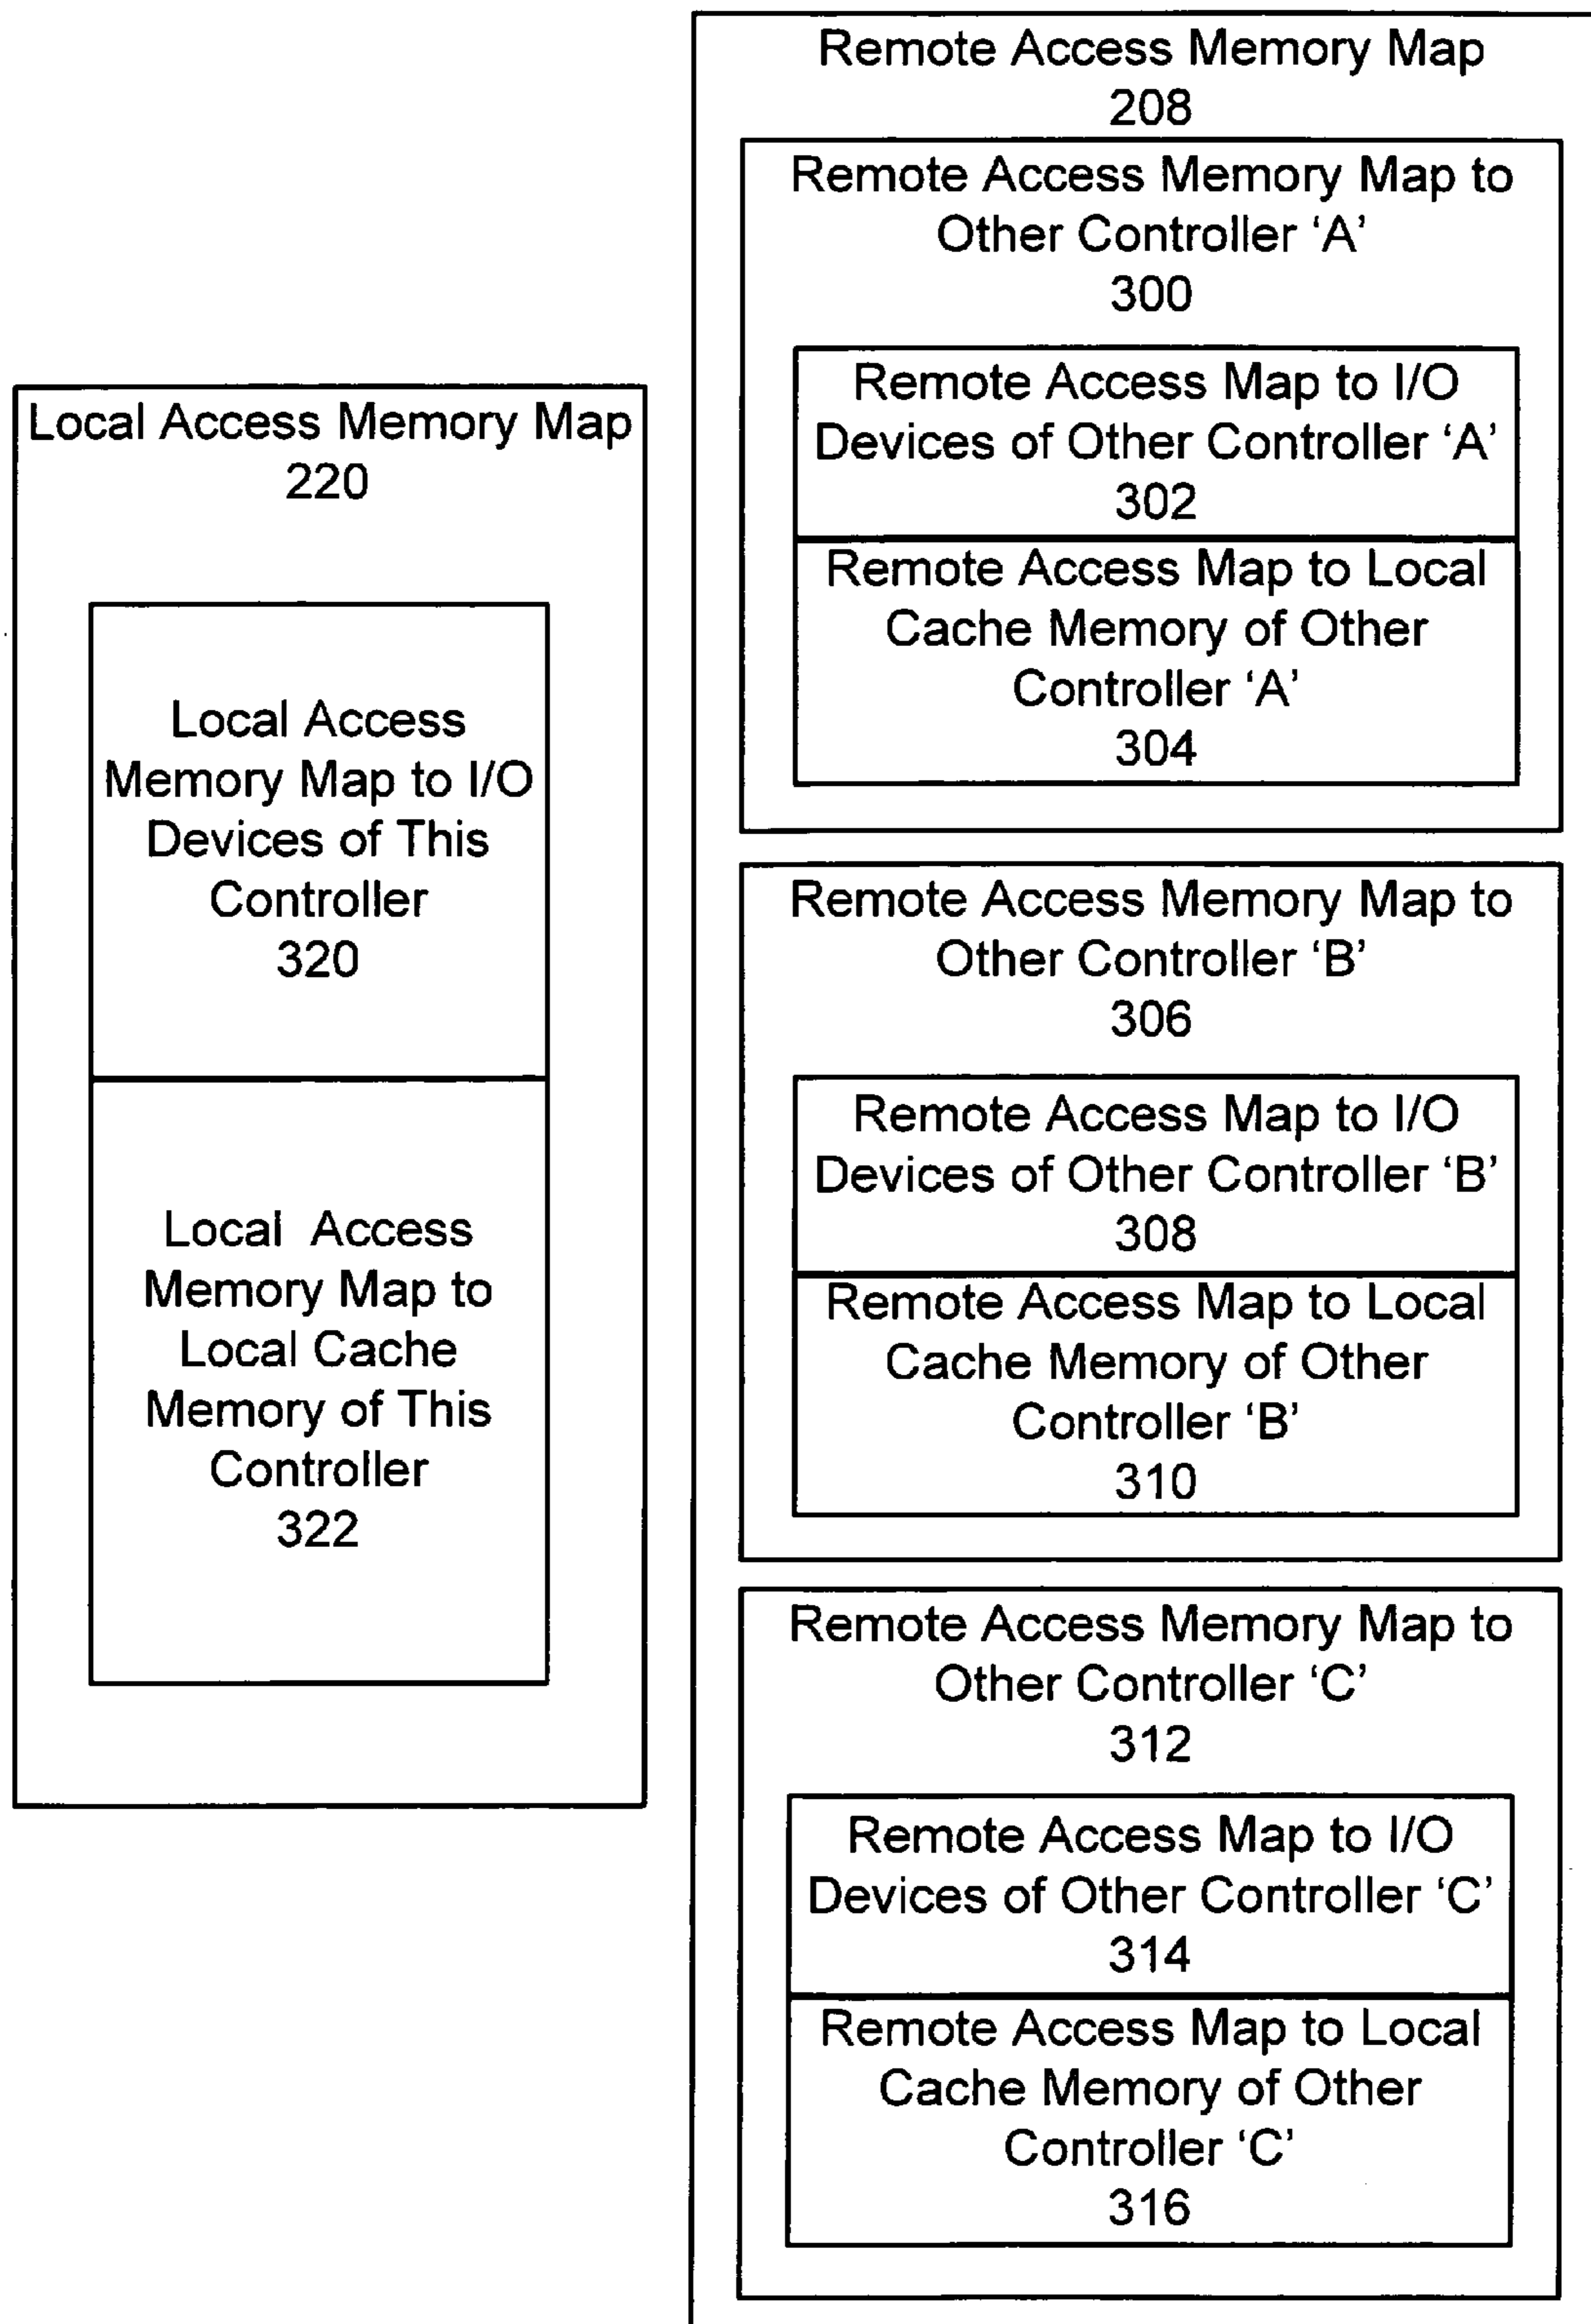 Local Access Memory Map
220
Local Access
Memory Map to I/O
Devices of This
Controller
320
Local Access
Memory Map to
Local Cache
Memory of This
Controller
322
Remote Access Memory Map
208
Remote Access Memory Map to
Other Controller ‘A’
300
Remote Access Map to I/O
Devices of Other Controller ‘A’
302
Remote Access Map to Local
Cache Memory of Other
Controller ‘A’
304
Remote Access Memory Map to
Other Controller ‘B’
306
Remote Access Map to I/O
Devices of Other Controller ‘B’
308
Remote Access Map to Local
Cache Memory of Other
Controller ‘B’
310
Remote Access Memory Map to
Other Controller ‘C’
312
Remote Access Map to I/O
Devices of Other Controller ‘C’
314
Remote Access Map to Local
Cache Memory of Other
Controller ‘C’
316